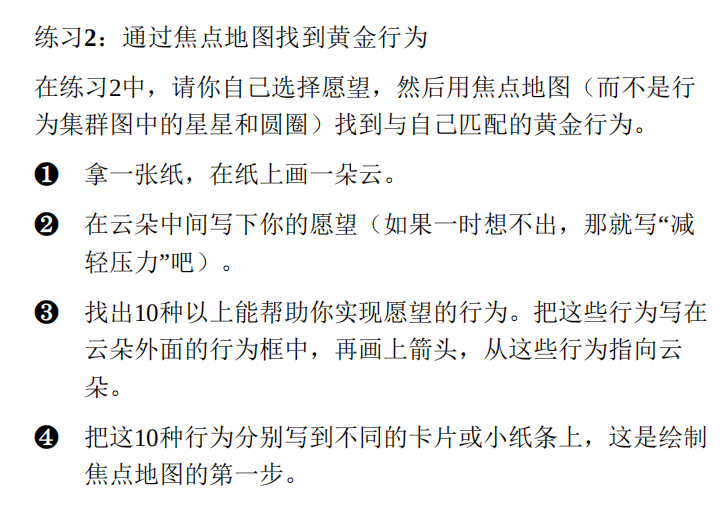 练习2：通过焦点地图找到黄金行为
在练习2中，请你自己选择愿望，然后用焦点地图（而不是行
为集群图中的星星和圆圈）找到与自己匹配的黄金行为。
❶ 拿一张纸，在纸上画一朵云。
❷ 在云朵中间写下你的愿望（如果一时想不出，那就写“减
轻压力”吧）。
❸ 找出10种以上能帮助你实现愿望的行为。把这些行为写在
云朵外面的行为框中，再画上箭头，从这些行为指向云
朵。
❹ 把这10种行为分别写到不同的卡片或小纸条上，这是绘制
焦点地图的第一步。